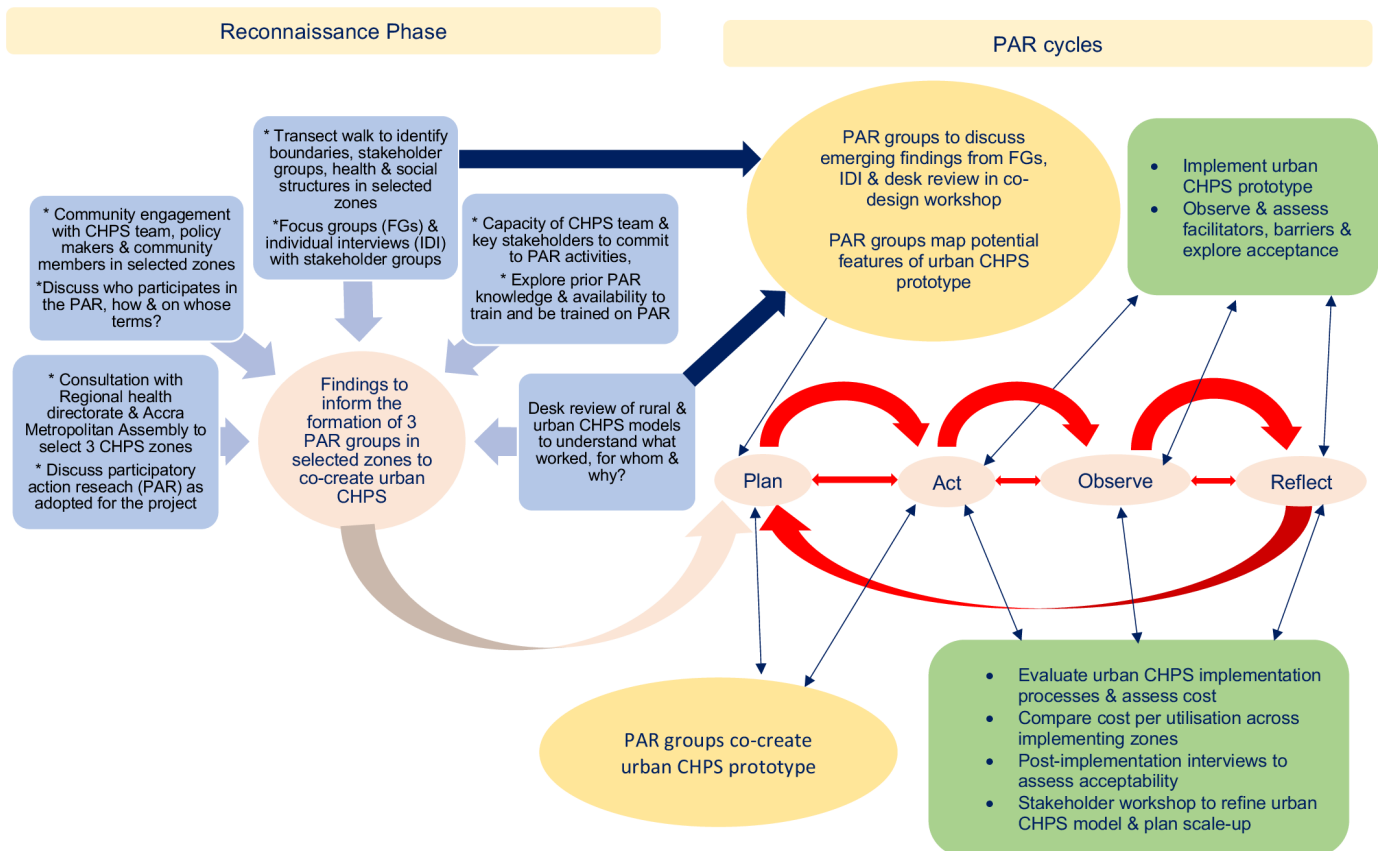 Reconnaissance Phase
PAR cycles
* Transect walk to identify
boundaries, stakeholder
groups, health & social
structures in selected
zones
*Focus groups (FGs) &
individual interviews (IDI)
with stakeholder groups
* Community engagement
with CHPS team, policy
makers & community
members in selected zones
*Discuss who participates
in the PAR, how & on whose
terms?
* Capacity of CHPS team &
key stakeholders to commit
to PAR activities,
* Explore prior PAR
knowledge & availability to
train and be trained on PAR
* Consultation with
Regional health
directorate & Accra
Metropolitan Assembly to
select 3 CHPS zones
* Discuss participatory
action reseach (PAR) as
adopted for the project
Findings to
inform the
formation of 3
PAR groups in
selected zones to
co-create urban
CHPS
Desk review of rural &
urban CHPS models
to understand what
worked, for whom &
why?
PAR groups to discuss
emerging findings from FGs,
IDI & desk review in co-
design workshop
PAR groups map potential
features of urban CHPS
prototype
• Implement urban
CHPS prototype
• Observe & assess
facilitators, barriers &
explore acceptance
Plan
Act
Observe
Reflect
PAR groups co-create
urban CHPS prototype
• Evaluate urban CHPS implementation
processes & assess cost
• Compare cost per utilisation across
implementing zones
• Post-implementation interviews to
assess acceptability
• Stakeholder workshop to refine urban
CHPS model & plan scale-up